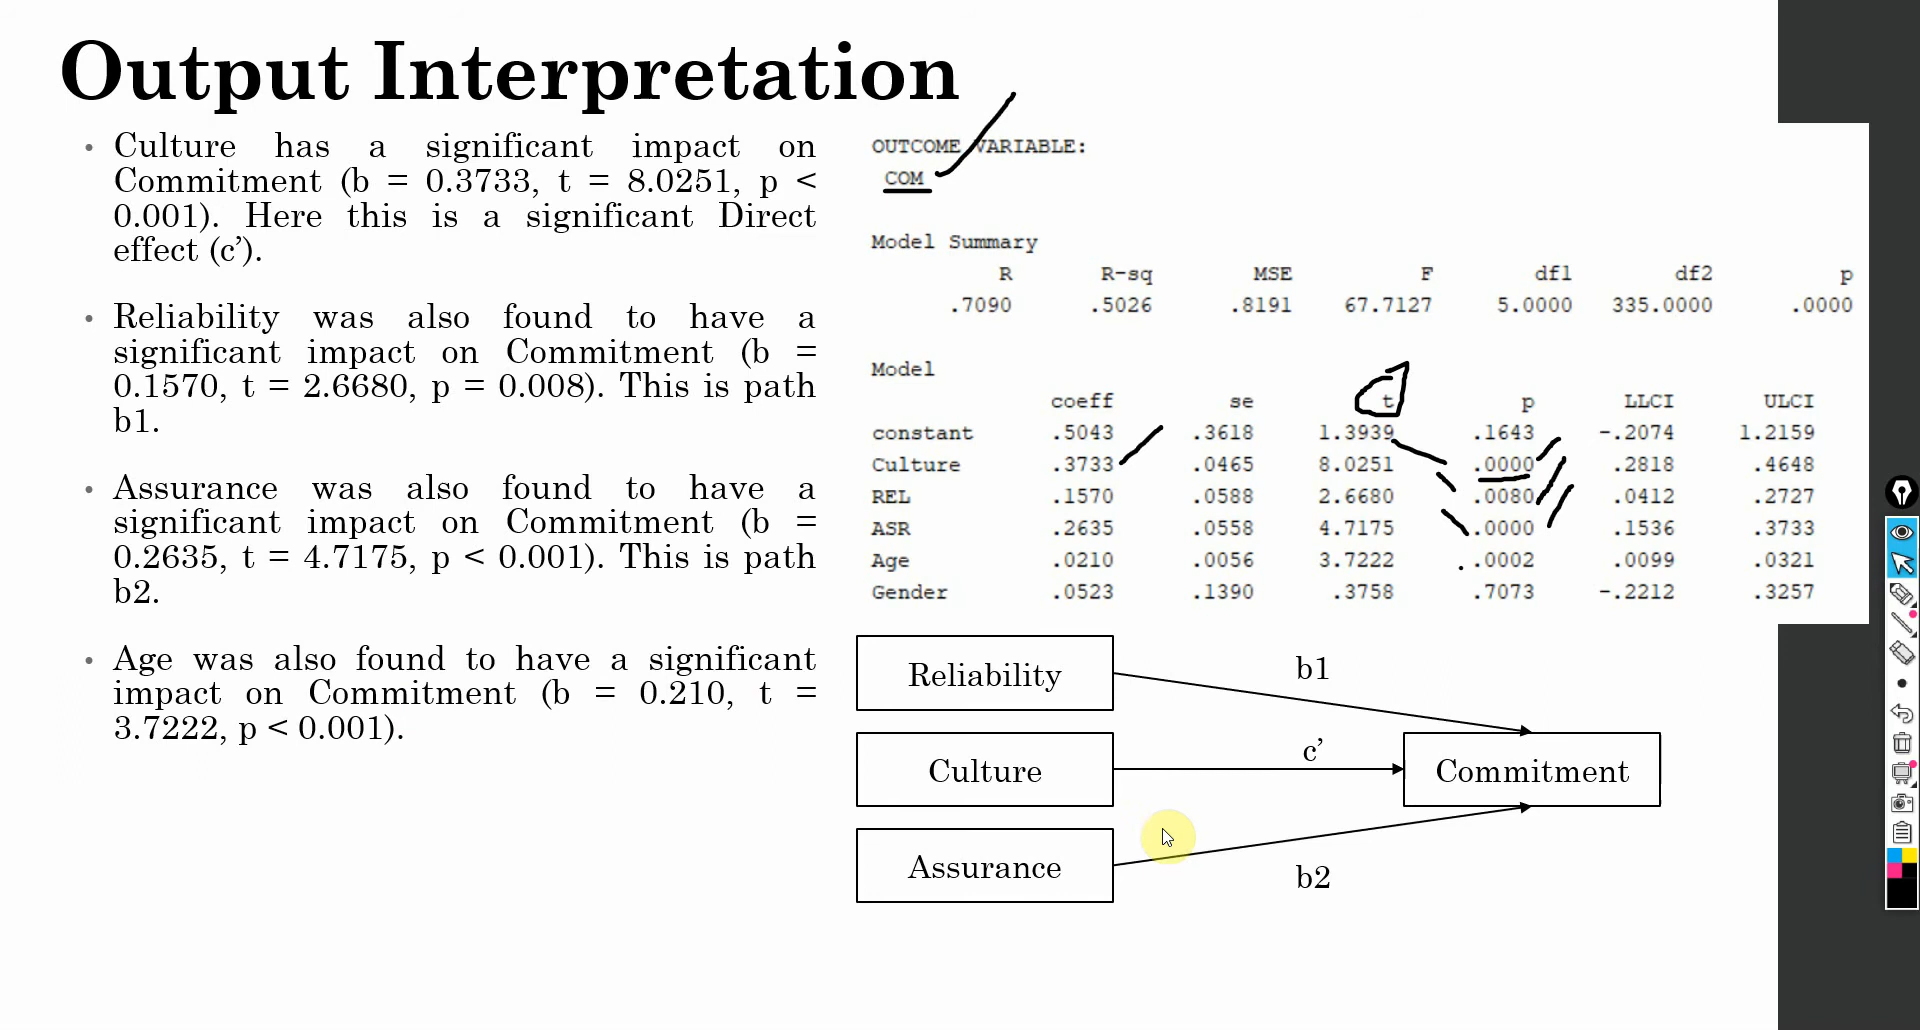 Output Interpretation
• Culture has a significant impact on
Commitment (b = 0.3733, t = 8.0251, p <
0.001). Here this is a significant Direct
effect (c’).
• Reliability was also found to have a
significant impact on Commitment (b =
0.1570, t = 2.6680, p = 0.008). This is path
b1.
• Assurance was also found to have a
significant impact on Commitment (b =
0.2635, t = 4.7175, p < 0.001). This is path
b2.
• Age was also found to have a significant
impact on Commitment (b = 0.210, t =
3.7222, p < 0.001).
OUTCOME VARIABLE:
COM
Model Summary
R R-sq MSE F df1 df2 p
.7090 .5026 .8191 67.7127 5.0000 335.0000 .0000
Model
coeff se t p LLCI ULCI
constant .5043 .3618 1.3939 .1643 -.2074 1.2159
Culture .3733 .0465 8.0251 .0000 .2818 .4648
REL .1570 .0588 2.6680 .0080 .0412 .2727
ASR .2635 .0558 4.7175 .0000 .1536 .3733
Age .0210 .0056 3.7222 .0002 .0099 .0321
Gender .0523 .1390 .3758 .7073 -.2212 .3257
Reliability
b1
Culture
c’
Commitment
Assurance
b2